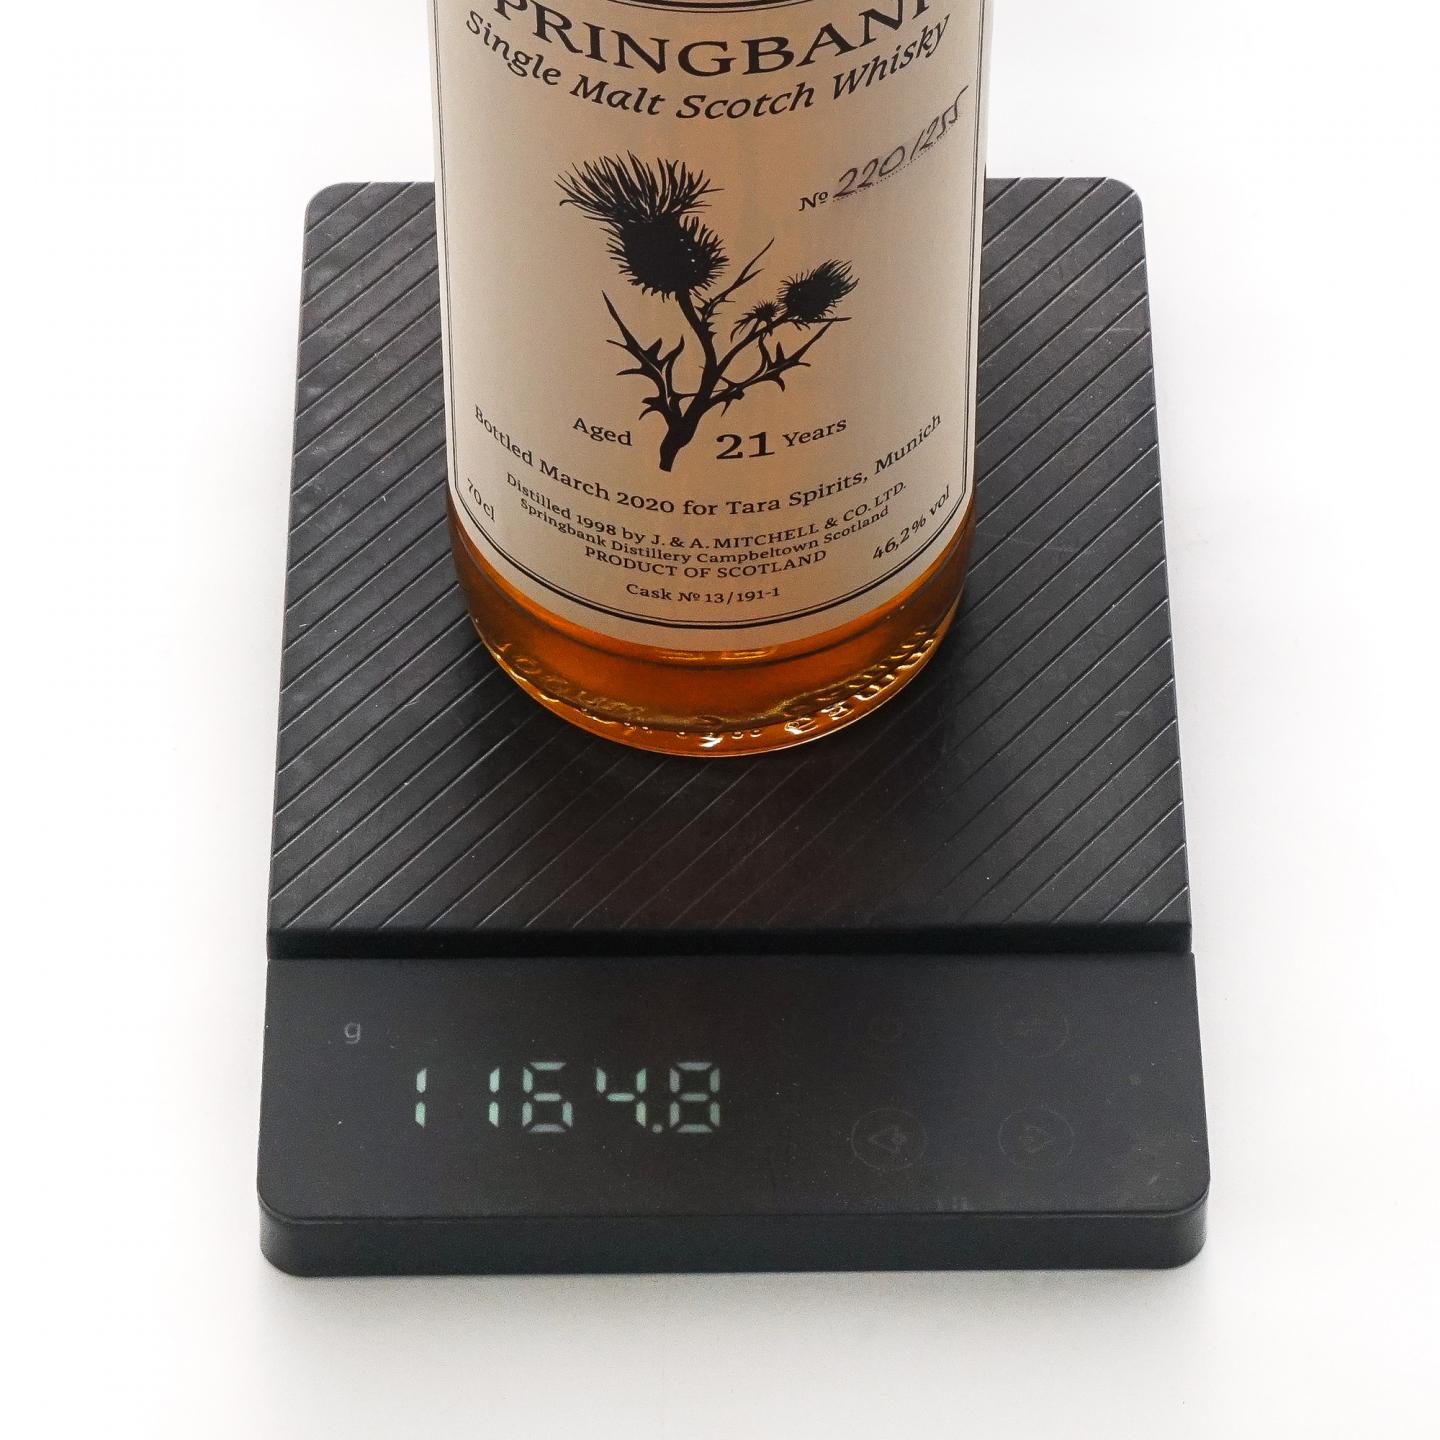 SPRINGBANK
Single Malt Scotch Whisky
№ 220/255
Aged 21 Years
Bottled March 2020 for Tara Spirits, Munich
70cl
Distilled 1998 by J. & A. MITCHELL & CO. LTD.
Springbank Distillery Campbeltown Scotland
46,2% vol
PRODUCT OF SCOTLAND
Cask № 13/191-1
g
1164.8